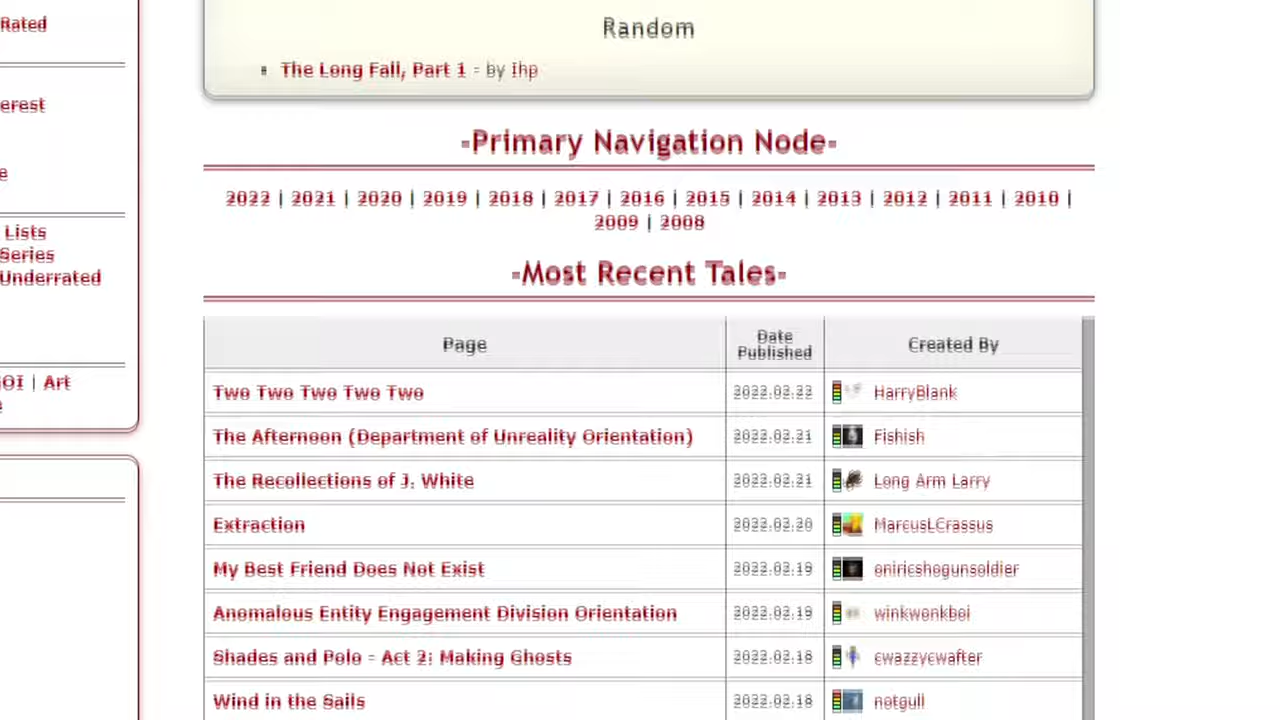 Rated
erest
e
Lists
Series
Underrated
OI | Art
Random
The Long Fall, Part 1 - by Ihp
-Primary Navigation Node-
2022 | 2021 | 2020 | 2019 | 2018 | 2017 | 2016 | 2015 | 2014 | 2013 | 2012 | 2011 | 2010 |
2009 | 2008
-Most Recent Tales-
Page Date Published Created By
Two Two Two Two Two 2022.02.22 HarryBlank
The Afternoon (Department of Unreality Orientation) 2022.02.21 Fishish
The Recollections of J. White 2022.02.21 Long Arm Larry
Extraction 2022.02.20 MarcusLCrassus
My Best Friend Does Not Exist 2022.02.19 oniricshogunsoldier
Anomalous Entity Engagement Division Orientation 2022.02.19 winkwonkboi
Shades and Polo - Act 2: Making Ghosts 2022.02.18 cwazzycwafter
Wind in the Sails 2022.02.18 notgull